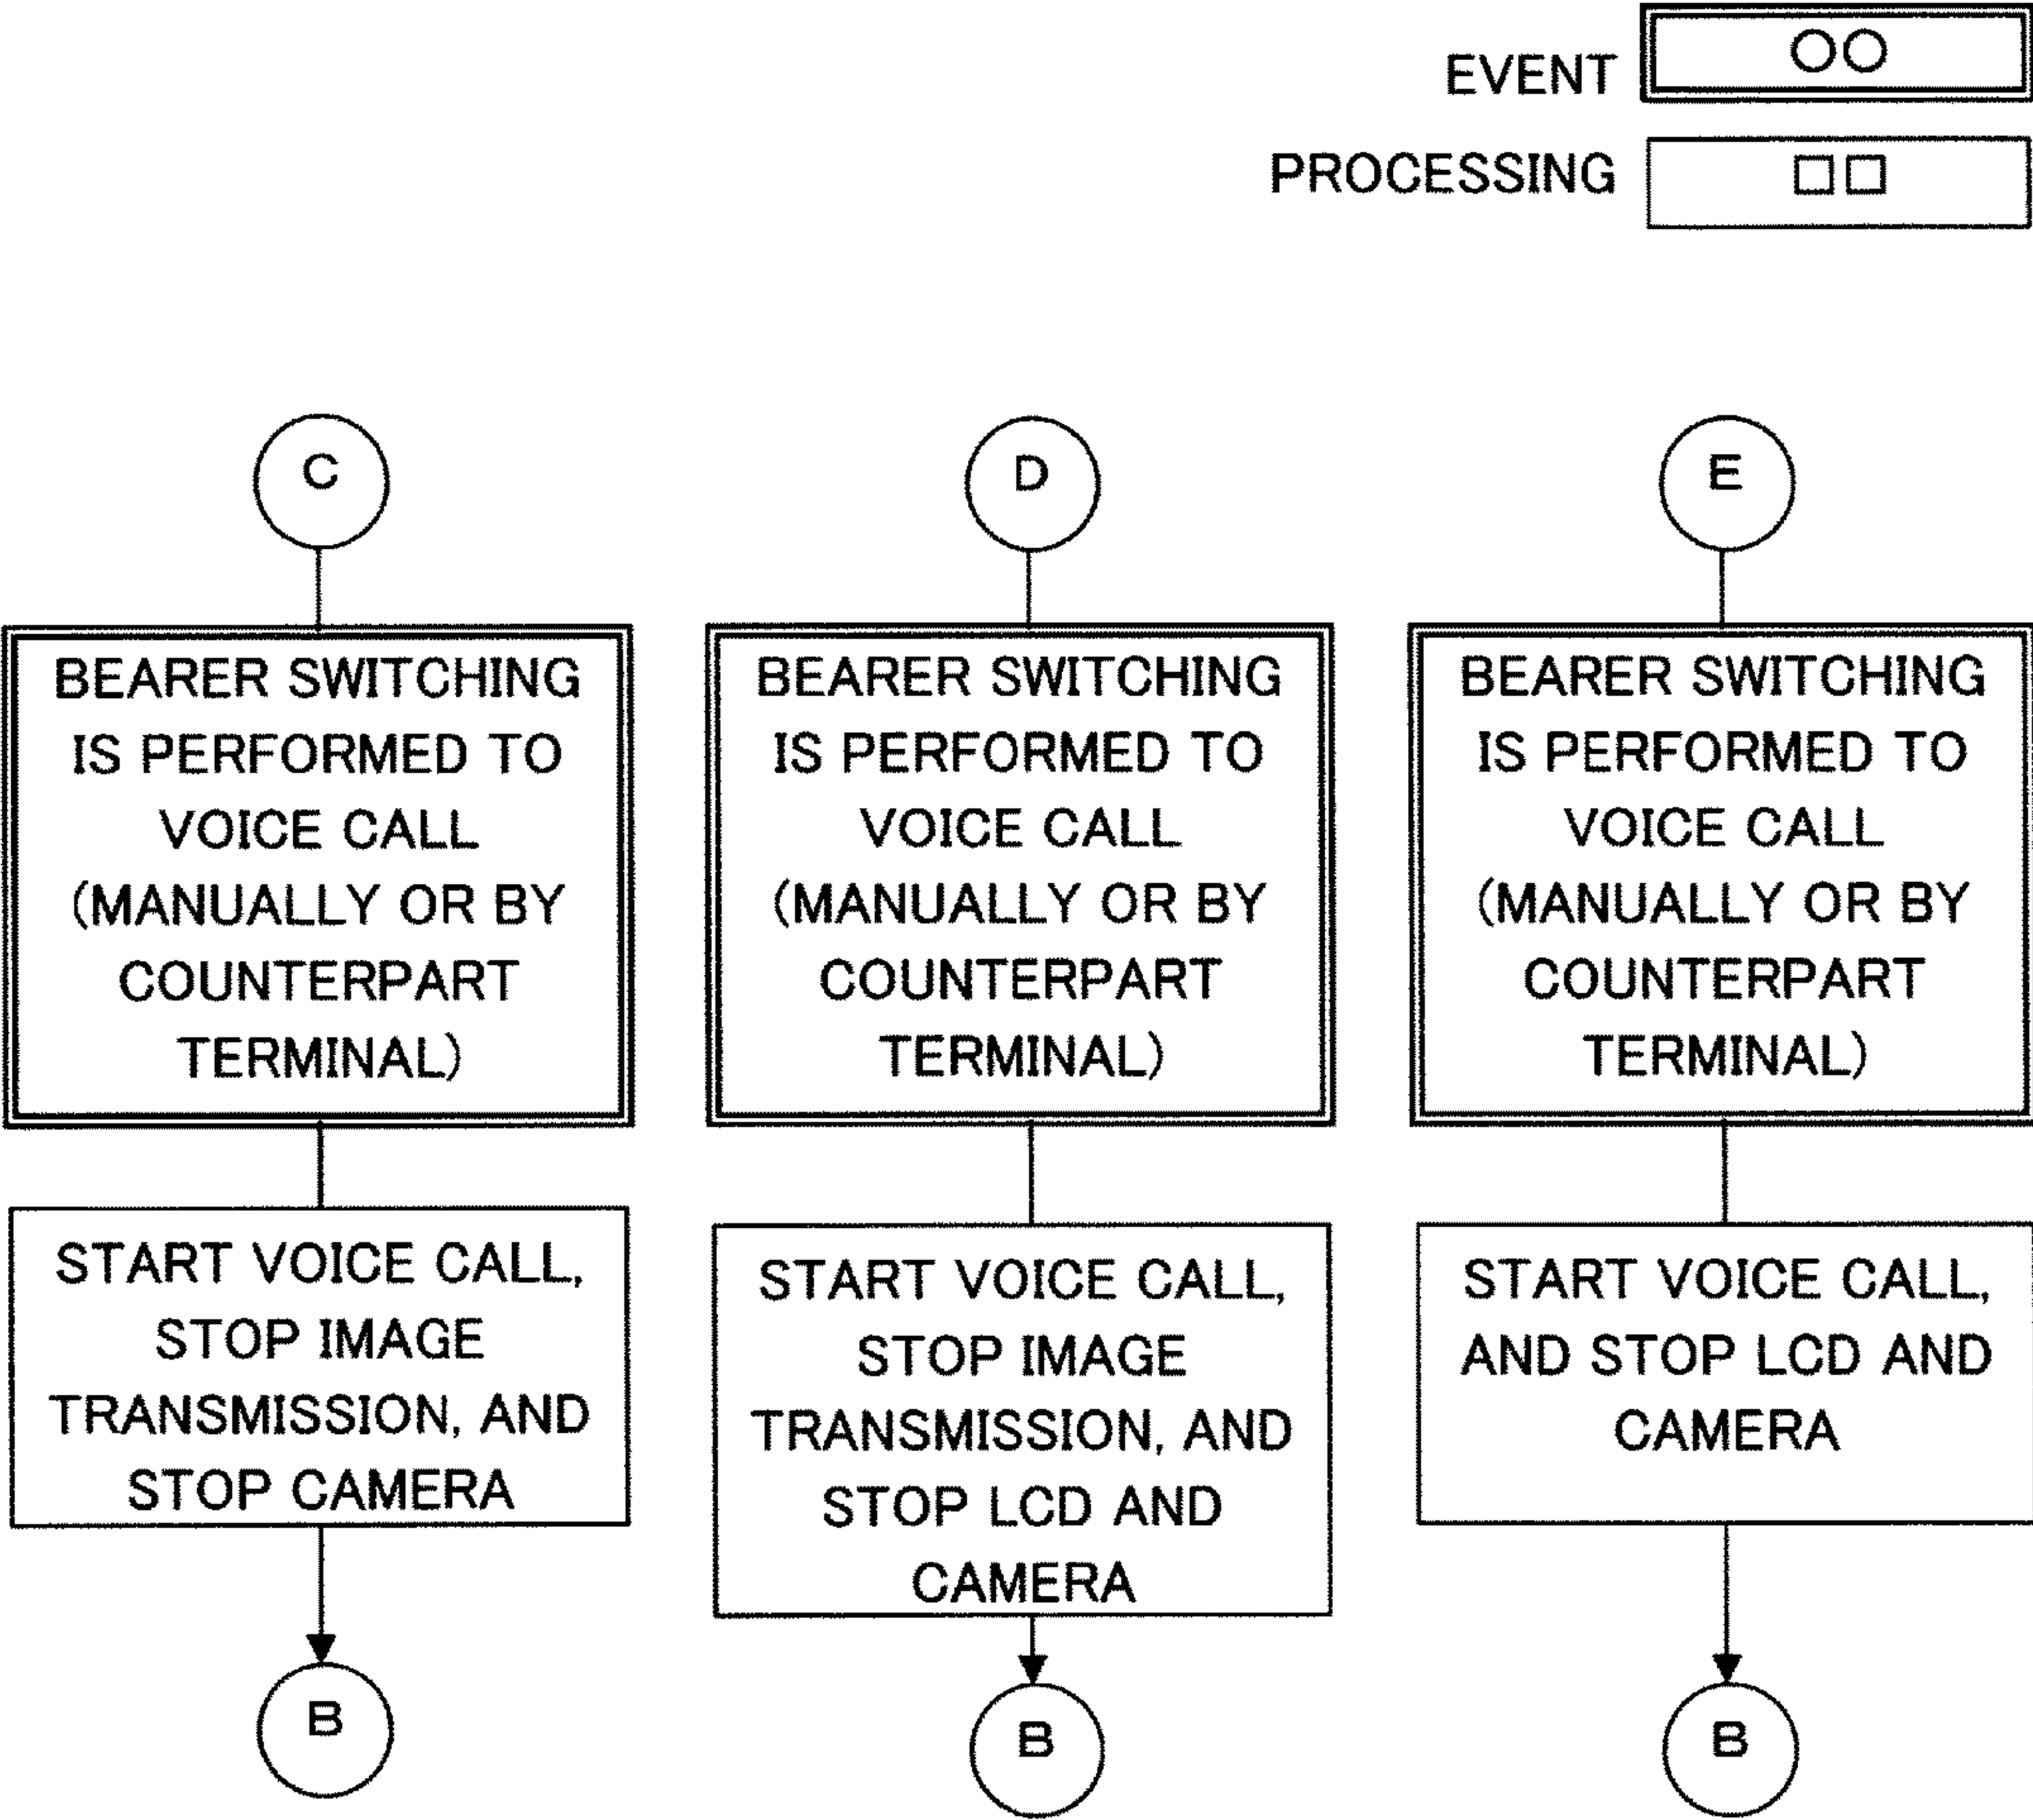 EVENT ○○
PROCESSING □□
C
BEARER SWITCHING
IS PERFORMED TO
VOICE CALL
(MANUALLY OR BY
COUNTERPART
TERMINAL)
START VOICE CALL,
STOP IMAGE
TRANSMISSION, AND
STOP CAMERA
B
D
BEARER SWITCHING
IS PERFORMED TO
VOICE CALL
(MANUALLY OR BY
COUNTERPART
TERMINAL)
START VOICE CALL,
STOP IMAGE
TRANSMISSION, AND
STOP LCD AND
CAMERA
B
E
BEARER SWITCHING
IS PERFORMED TO
VOICE CALL
(MANUALLY OR BY
COUNTERPART
TERMINAL)
START VOICE CALL,
AND STOP LCD AND
CAMERA
B